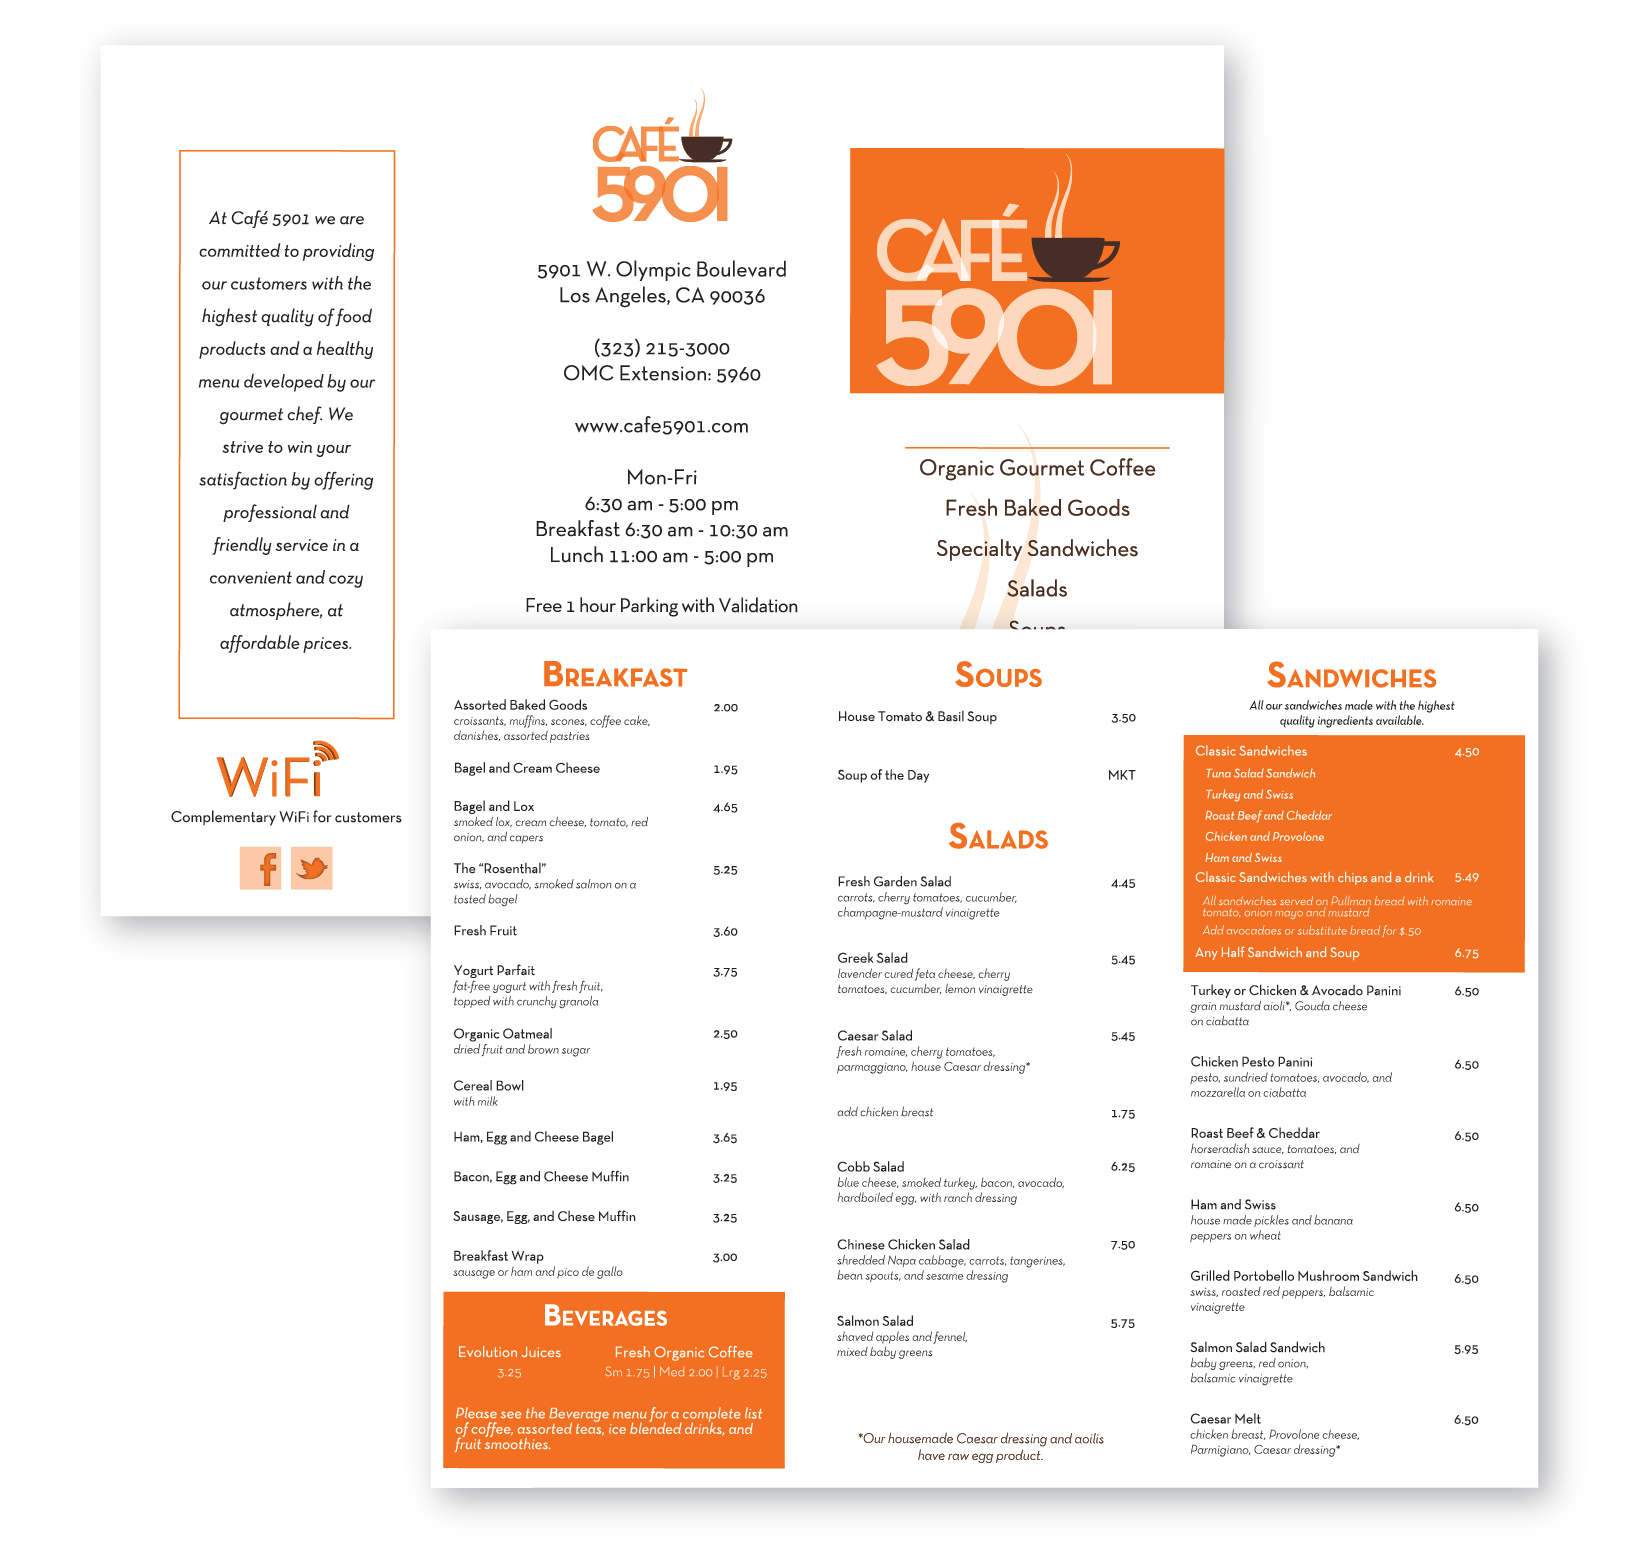 At Café 5901 we are
committed to providing
our customers with the
highest quality of food
products and a healthy
menu developed by our
gourmet chef. We
strive to win your
satisfaction by offering
professional and
friendly service in a
convenient and cozy
atmosphere, at
affordable prices.
WiFi
Complementary WiFi for customers
f
CAFÉ
5901
5901 W. Olympic Boulevard
Los Angeles, CA 90036
(323) 215-3000
OMC Extension: 5960
www.cafe5901.com
Mon-Fri
6:30 am - 5:00 pm
Breakfast 6:30 am - 10:30 am
Lunch 11:00 am - 5:00 pm
Free 1 hour Parking with Validation
CAFÉ
5901
Organic Gourmet Coffee
Fresh Baked Goods
Specialty Sandwiches
Salads
Soups
BREAKFAST
Assorted Baked Goods 2.00
croissants, muffins, scones, coffee cake,
danishes, assorted pastries
Bagel and Cream Cheese 1.95
Bagel and Lox 4.65
smoked lox, cream cheese, tomato, red
onion, and capers
The “Rosenthal” 5.25
swiss, avocado, smoked salmon on a
tosted bagel
Fresh Fruit 3.60
Yogurt Parfait 3.75
fat-free yogurt with fresh fruit,
topped with crunchy granola
Organic Oatmeal 2.50
dried fruit and brown sugar
Cereal Bowl 1.95
with milk
Ham, Egg and Cheese Bagel 3.65
Bacon, Egg and Cheese Muffin 3.25
Sausage, Egg, and Chese Muffin 3.25
Breakfast Wrap 3.00
sausage or ham and pico de gallo
BEVERAGES
Evolution Juices Fresh Organic Coffee
3.25 Sm 1.75 | Med 2.00 | Lrg 2.25
Please see the Beverage menu for a complete list
of coffee, assorted teas, ice blended drinks, and
fruit smoothies.
SOUPS
House Tomato & Basil Soup 3.50
Soup of the Day MKT
SALADS
Fresh Garden Salad 4.45
carrots, cherry tomatoes, cucumber,
champagne-mustard vinaigrette
Greek Salad 5.45
lavender cured feta cheese, cherry
tomatoes, cucumber, lemon vinaigrette
Caesar Salad 5.45
fresh romaine, cherry tomatoes,
parmaggiano, house Caesar dressing*
add chicken breast 1.75
Cobb Salad 6.25
blue cheese, smoked turkey, bacon, avocado,
hardboiled egg, with ranch dressing
Chinese Chicken Salad 7.50
shredded Napa cabbage, carrots, tangerines,
bean spouts, and sesame dressing
Salmon Salad 5.75
shaved apples and fennel,
mixed baby greens
*Our housemade Caesar dressing and aoilis
have raw egg product.
SANDWICHES
All our sandwiches made with the highest
quality ingredients available.
Classic Sandwiches 4.50
Tuna Salad Sandwich
Turkey and Swiss
Roast Beef and Cheddar
Chicken and Provolone
Ham and Swiss
Classic Sandwiches with chips and a drink 5.49
All sandwiches served on Pullman bread with romaine
tomato, onion mayo and mustard
Add avocadoes or substitute bread for $.50
Any Half Sandwich and Soup 6.75
Turkey or Chicken & Avocado Panini 6.50
grain mustard aioli*, Gouda cheese
on ciabatta
Chicken Pesto Panini 6.50
pesto, sundried tomatoes, avocado, and
mozzarella on ciabatta
Roast Beef & Cheddar 6.50
horseradish sauce, tomatoes, and
romaine on a croissant
Ham and Swiss 6.50
house made pickles and banana
peppers on wheat
Grilled Portobello Mushroom Sandwich 6.50
swiss, roasted red peppers, balsamic
vinaigrette
Salmon Salad Sandwich 5.95
baby greens, red onion,
balsamic vinaigrette
Caesar Melt 6.50
chicken breast, Provolone cheese,
Parmigiano, Caesar dressing*